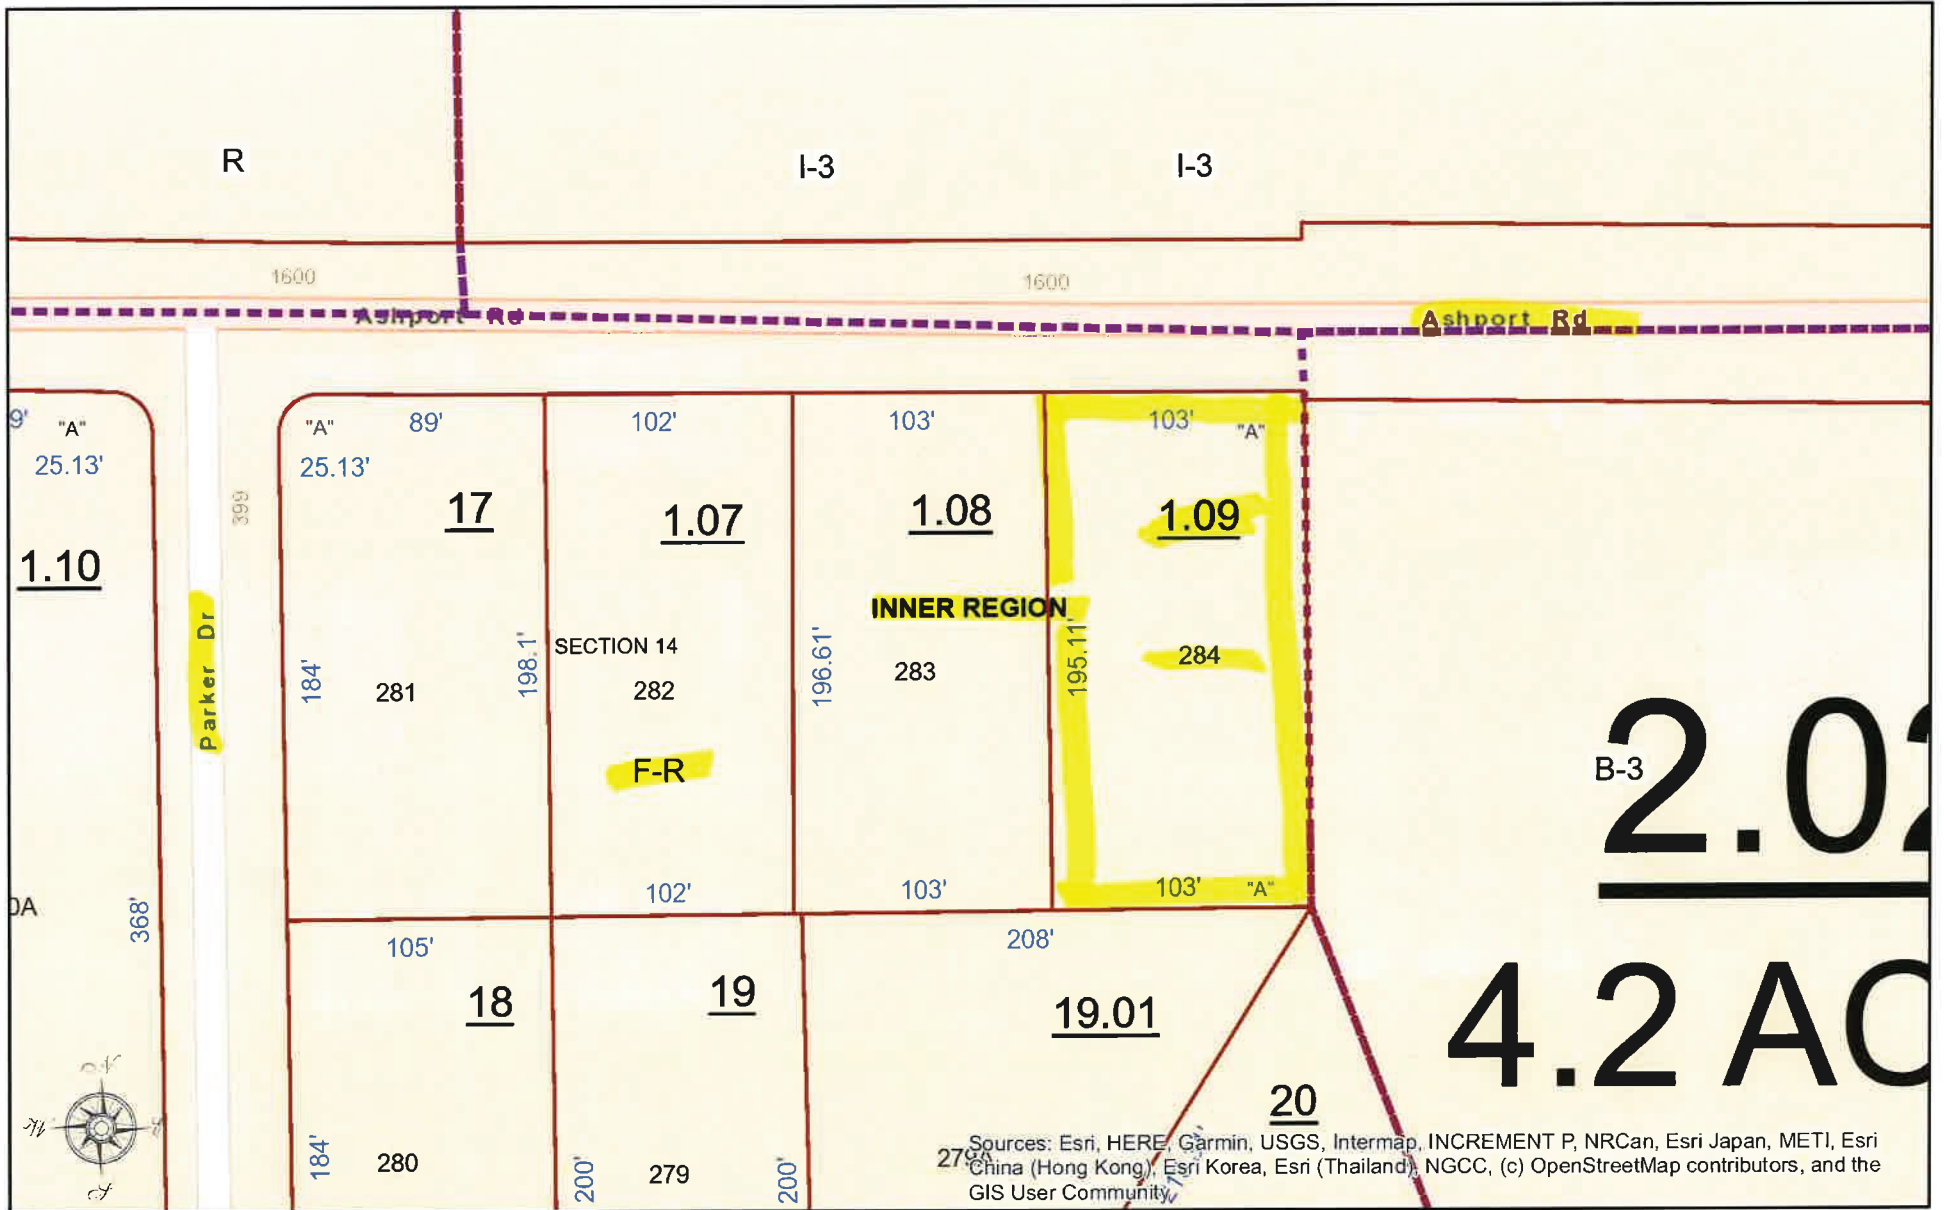 R
I-3
I-3
1600
1600
Ashport Rd
Ashport Rd
9'
"A"
25.13'
"A"
89'
25.13'
102'
103'
103'
"A"
399
17
1.07
1.08
1.09
1.10
INNER REGION
Parker Dr
184'
281
198.1'
SECTION 14
282
196.61'
283
195.11'
284
F-R
B-3
2.02
102'
103'
103'
"A"
0A
368'
105'
208'
18
19
19.01
4.2 AC
20
N
S
184'
280
200'
279
200'
279A
Sources: Esri, HERE, Garmin, USGS, Intermap, INCREMENT P, NRCan, Esri Japan, METI, Esri
China (Hong Kong), Esri Korea, Esri (Thailand), NGCC, (c) OpenStreetMap contributors, and the
GIS User Community